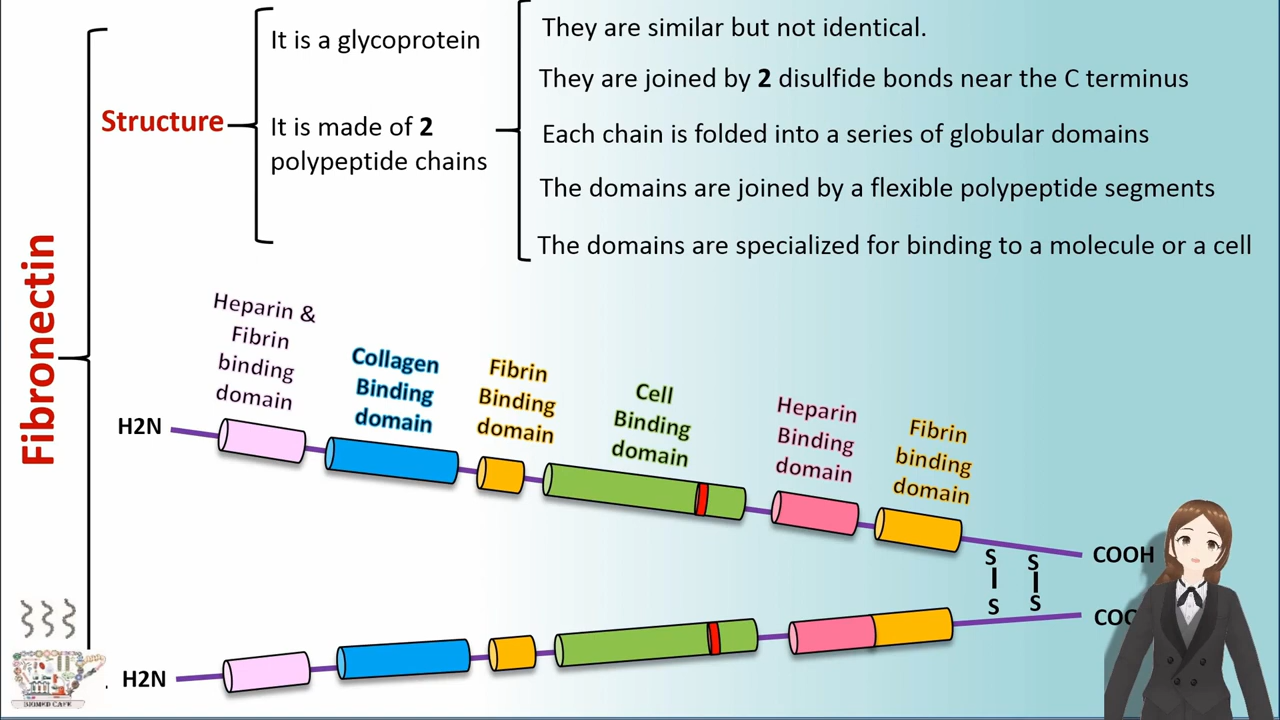 Fibronectin
Structure
It is a glycoprotein
It is made of 2
polypeptide chains
They are similar but not identical.
They are joined by 2 disulfide bonds near the C terminus
Each chain is folded into a series of globular domains
The domains are joined by a flexible polypeptide segments
The domains are specialized for binding to a molecule or a cell
Heparin &
Fibrin
binding
domain
Collagen
Binding
domain
Fibrin
Binding
domain
Cell
Binding
domain
Heparin
Binding
domain
Fibrin
binding
domain
H2N
COOH
S
S
S
S
COO
H2N
BIOMED CAFE